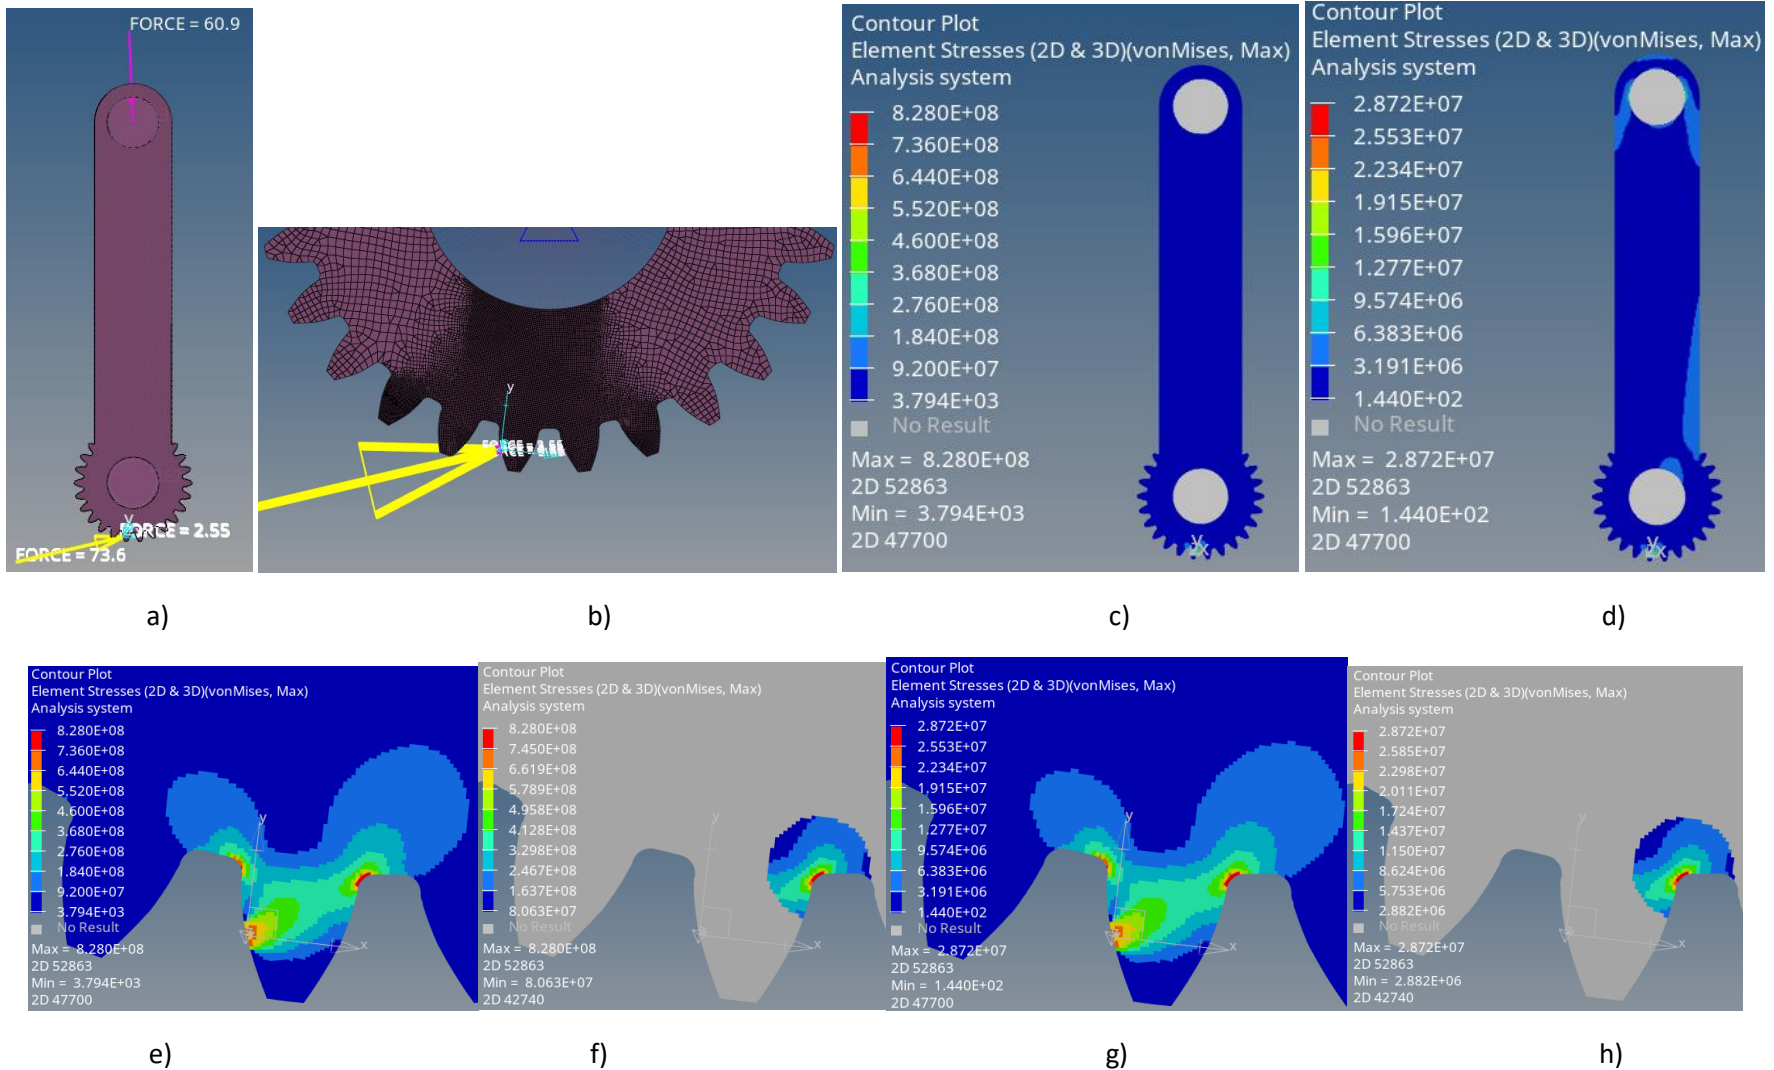 FORCE = 60.9
FORCE = 2.55
FORCE = 73.6
y
a)
y
b)
Contour Plot
Element Stresses (2D & 3D)(vonMises, Max)
Analysis system
8.280E+08
7.360E+08
6.440E+08
5.520E+08
4.600E+08
3.680E+08
2.760E+08
1.840E+08
9.200E+07
3.794E+03
No Result
Max = 8.280E+08
2D 52863
Min = 3.794E+03
2D 47700
c)
Contour Plot
Element Stresses (2D & 3D)(vonMises, Max)
Analysis system
2.872E+07
2.553E+07
2.234E+07
1.915E+07
1.596E+07
1.277E+07
9.574E+06
6.383E+06
3.191E+06
1.440E+02
No Result
Max = 2.872E+07
2D 52863
Min = 1.440E+02
2D 47700
d)
Contour Plot
Element Stresses (2D & 3D)(vonMises, Max)
Analysis system
8.280E+08
7.360E+08
6.440E+08
5.520E+08
4.600E+08
3.680E+08
2.760E+08
1.840E+08
9.200E+07
3.794E+03
No Result
Max = 8.280E+08
2D 52863
Min = 3.794E+03
2D 47700
y
x
e)
Contour Plot
Element Stresses (2D & 3D)(vonMises, Max)
Analysis system
8.280E+08
7.450E+08
6.619E+08
5.789E+08
4.958E+08
4.128E+08
3.298E+08
2.467E+08
1.637E+08
8.063E+07
No Result
Max = 8.280E+08
2D 52863
Min = 8.063E+07
2D 42740
y
x
f)
Contour Plot
Element Stresses (2D & 3D)(vonMises, Max)
Analysis system
2.872E+07
2.553E+07
2.234E+07
1.915E+07
1.596E+07
1.277E+07
9.574E+06
6.383E+06
3.191E+06
1.440E+02
No Result
Max = 2.872E+07
2D 52863
Min = 1.440E+02
2D 47700
y
x
g)
Contour Plot
Element Stresses (2D & 3D)(vonMises, Max)
Analysis system
2.872E+07
2.585E+07
2.298E+07
2.011E+07
1.724E+07
1.437E+07
1.150E+07
8.624E+06
5.753E+06
2.882E+06
No Result
Max = 2.872E+07
2D 52863
Min = 2.882E+06
2D 42740
y
x
h)